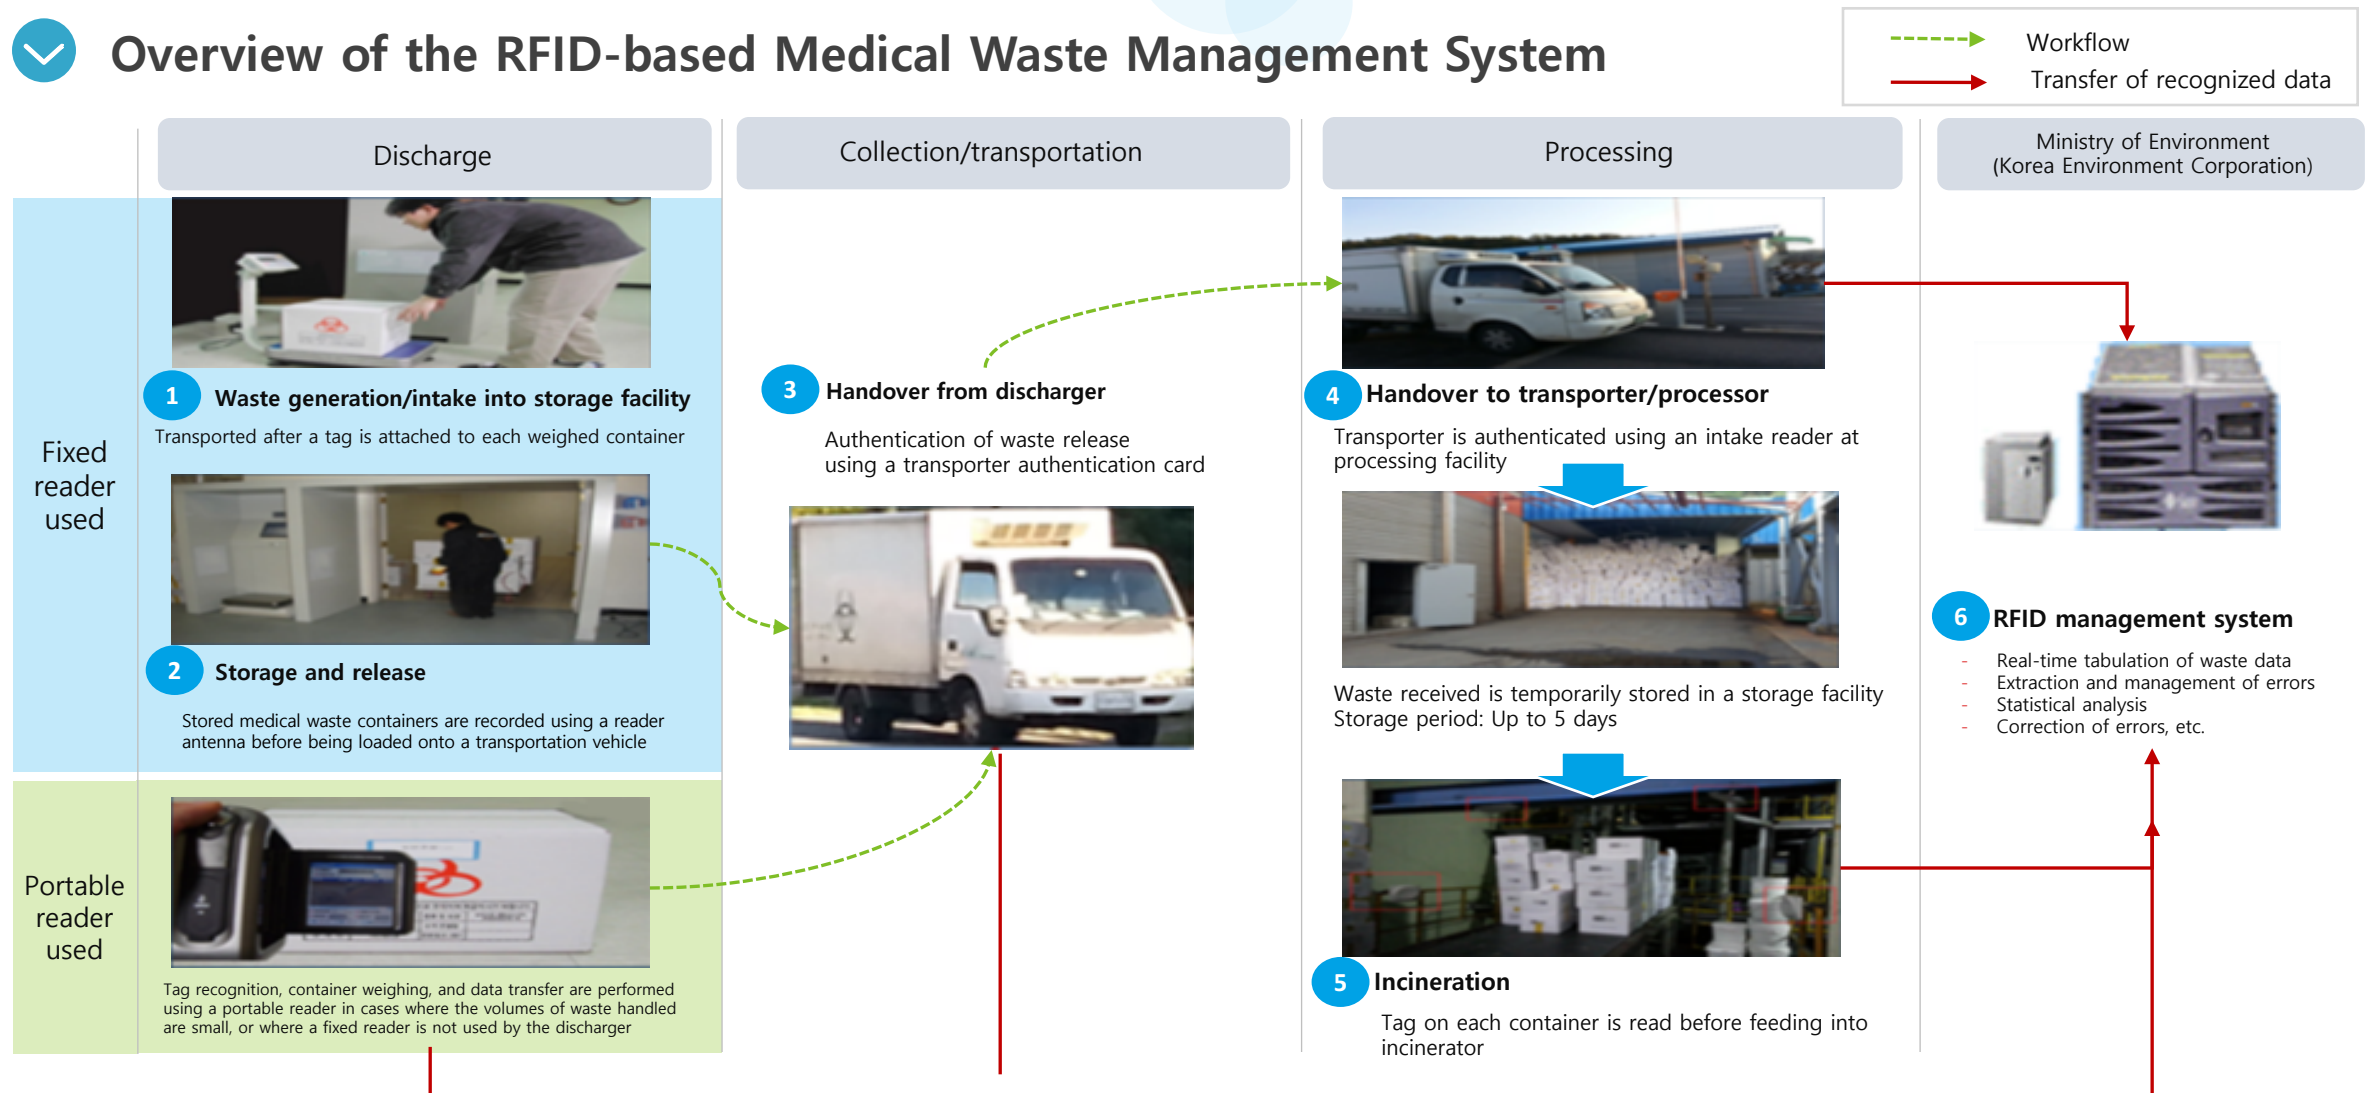 Overview of the RFID-based Medical Waste Management System
Workflow
Transfer of recognized data
Discharge
Collection/transportation
Processing
Ministry of Environment
(Korea Environment Corporation)
Fixed
reader
used
1 Waste generation/intake into storage facility
Transported after a tag is attached to each weighed container
2 Storage and release
Stored medical waste containers are recorded using a reader
antenna before being loaded onto a transportation vehicle
Portable
reader
used
Tag recognition, container weighing, and data transfer are performed
using a portable reader in cases where the volumes of waste handled
are small, or where a fixed reader is not used by the discharger
3 Handover from discharger
Authentication of waste release
using a transporter authentication card
4 Handover to transporter/processor
Transporter is authenticated using an intake reader at
processing facility
Waste received is temporarily stored in a storage facility
Storage period: Up to 5 days
5 Incineration
Tag on each container is read before feeding into
incinerator
6 RFID management system
- Real-time tabulation of waste data
- Extraction and management of errors
- Statistical analysis
- Correction of errors, etc.